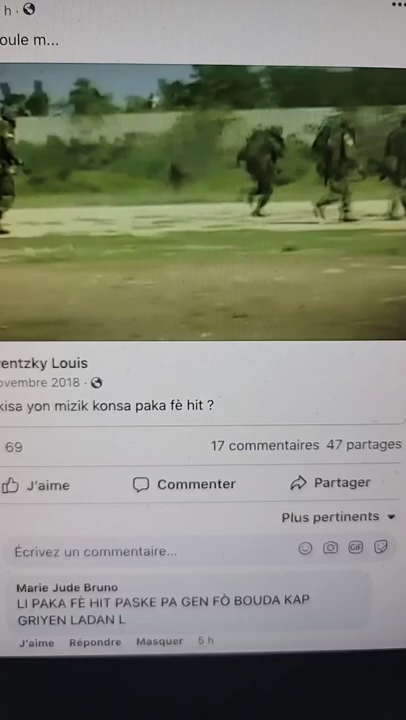 h ·
oule m...
entzky Louis
ovembre 2018 ·
kisa yon mizik konsa paka fè hit ?
69
17 commentaires 47 partages
J'aime
Commenter
Partager
Plus pertinents
Écrivez un commentaire...
GIF
Marie Jude Bruno
LI PAKA FÈ HIT PASKE PA GEN FÒ BOUDA KAP
GRIYEN LADAN L
J'aime Répondre Masquer 5 h